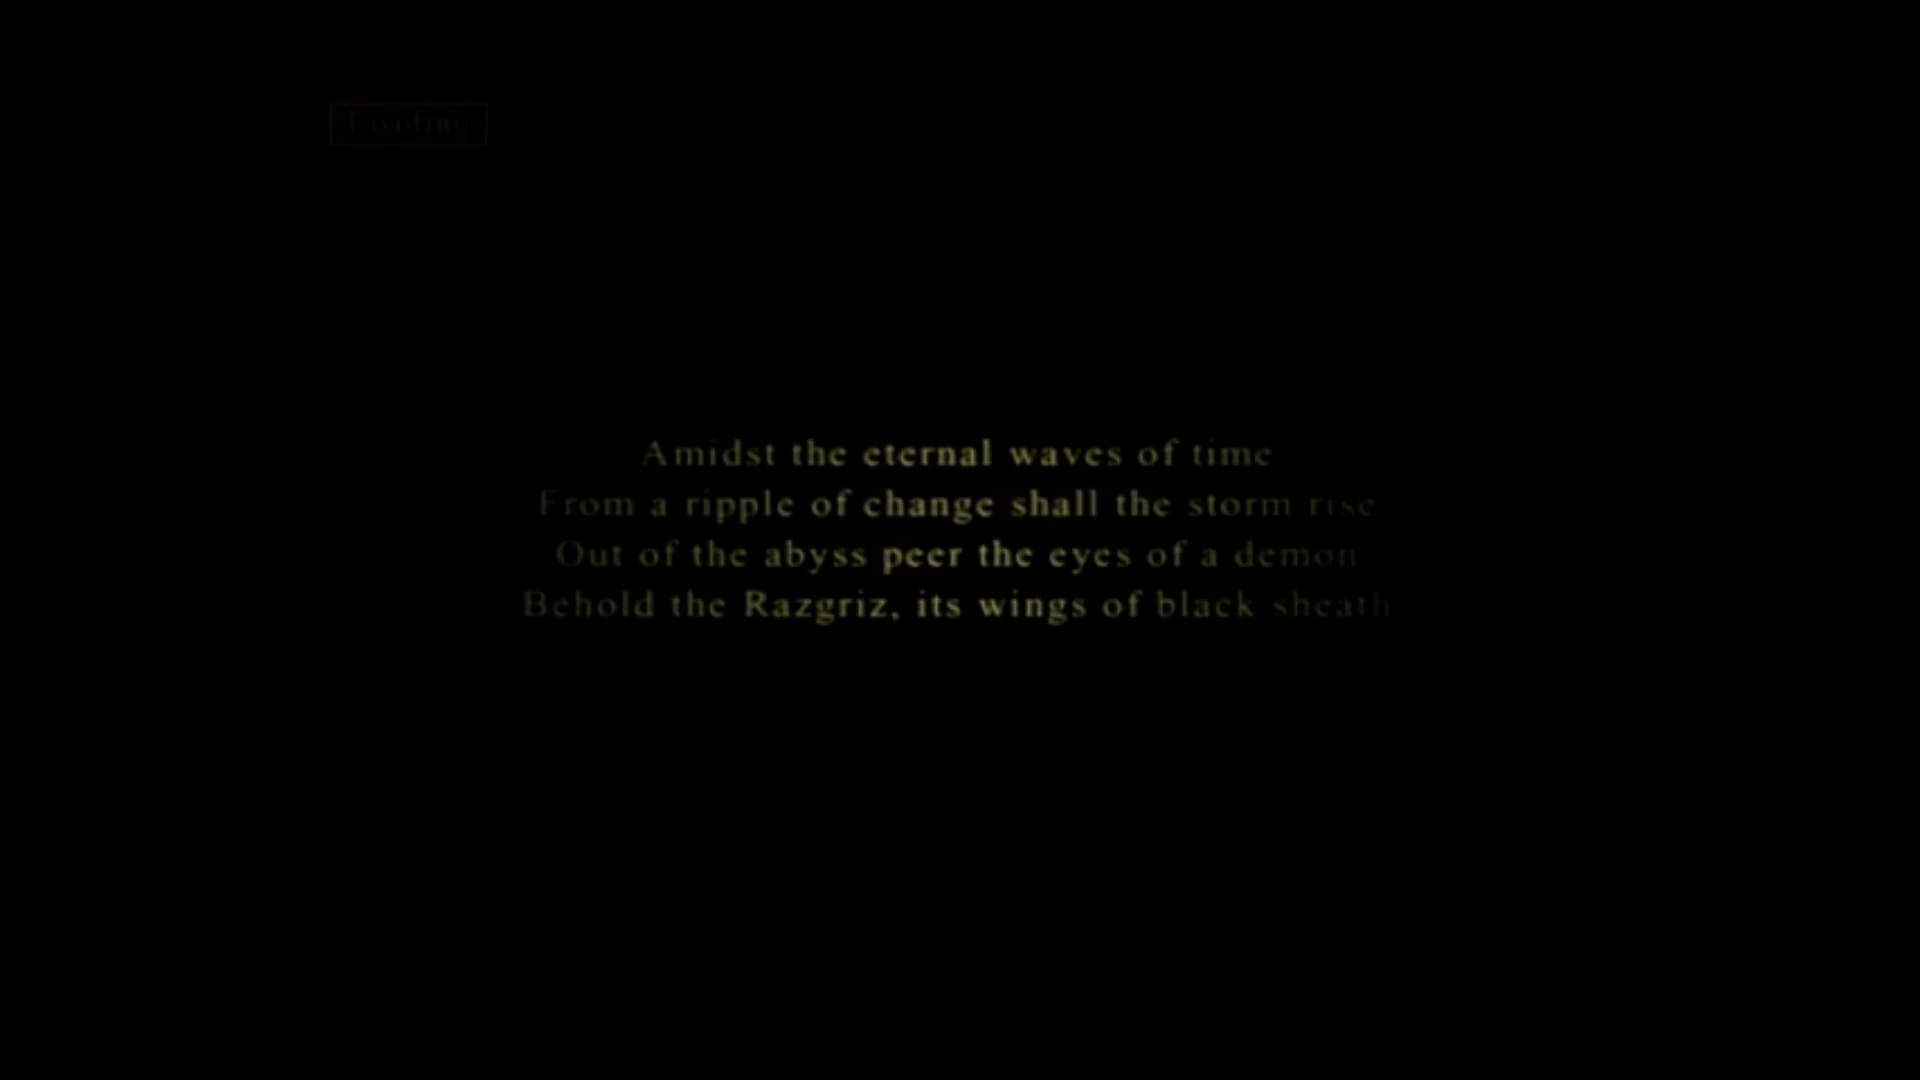 Loading
Amidst the eternal waves of time
From a ripple of change shall the storm rise
Out of the abyss peer the eyes of a demon
Behold the Razgriz, its wings of black sheath